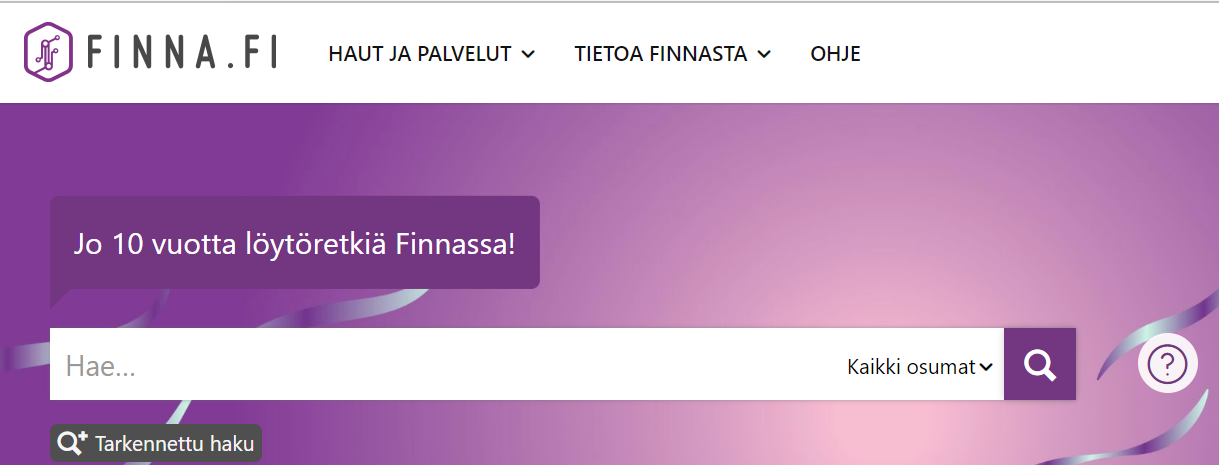 FINNA.FI
HAUT JA PALVELUT
TIETOA FINNASTA
OHJE
Jo 10 vuotta löytöretkiä Finnassa!
Hae...
Kaikki osumat
?
Tarkennettu haku